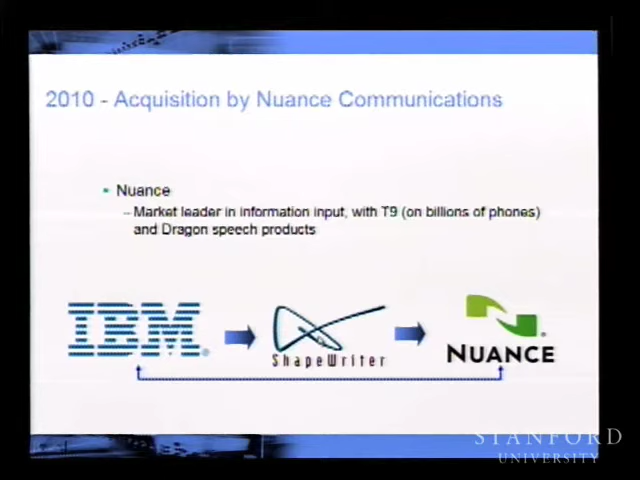 2010 - Acquisition by Nuance Communications
• Nuance
– Market leader in information input, with T9 (on billions of phones)
and Dragon speech products
IBM
ShapeWriter
NUANCE
STANFORD
UNIVERSITY